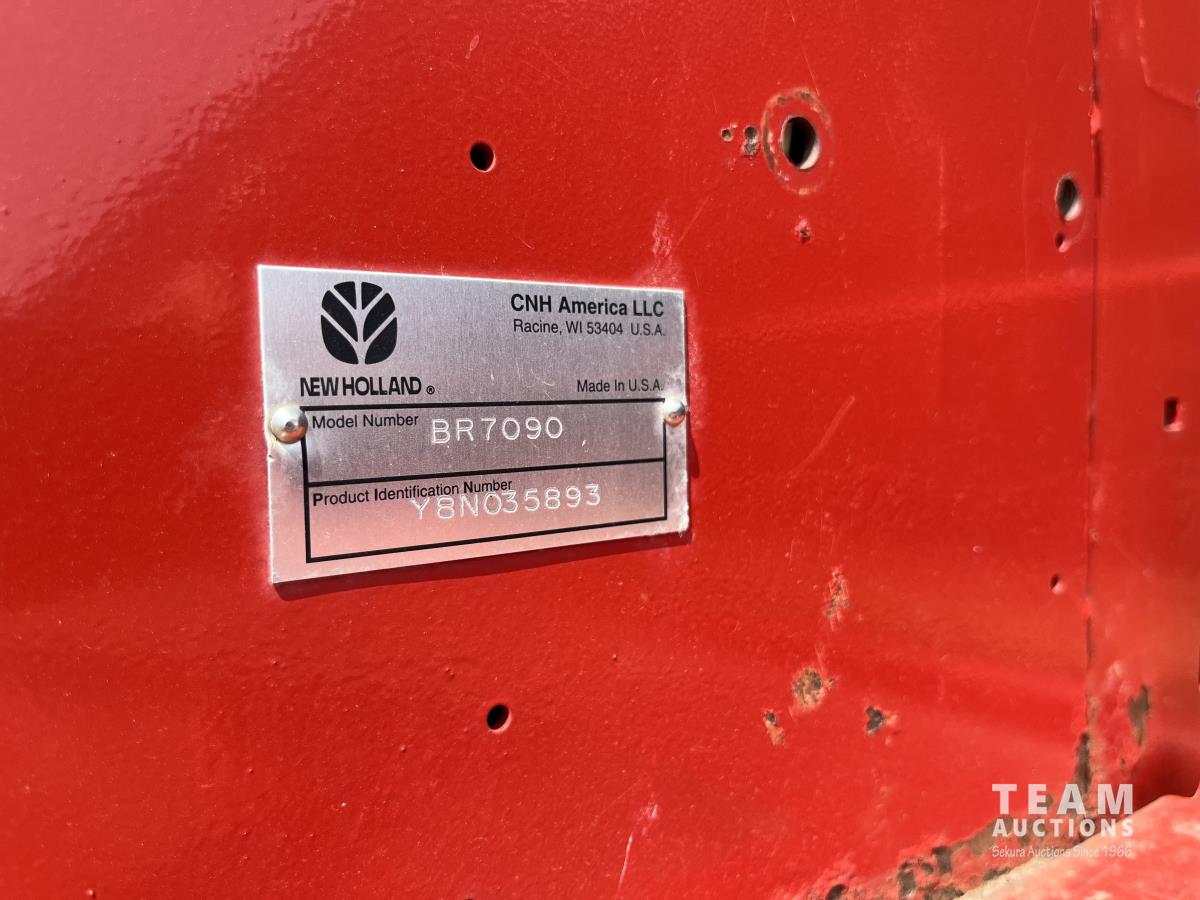 CNH America LLC
Racine, WI 53404 U.S.A.
NEW HOLLAND ®
Made In U.S.A.
Model Number BR7090
Product Identification Number
Y8N035893
TEAM
AUCTIONS
Sekura Auctions Since 1966